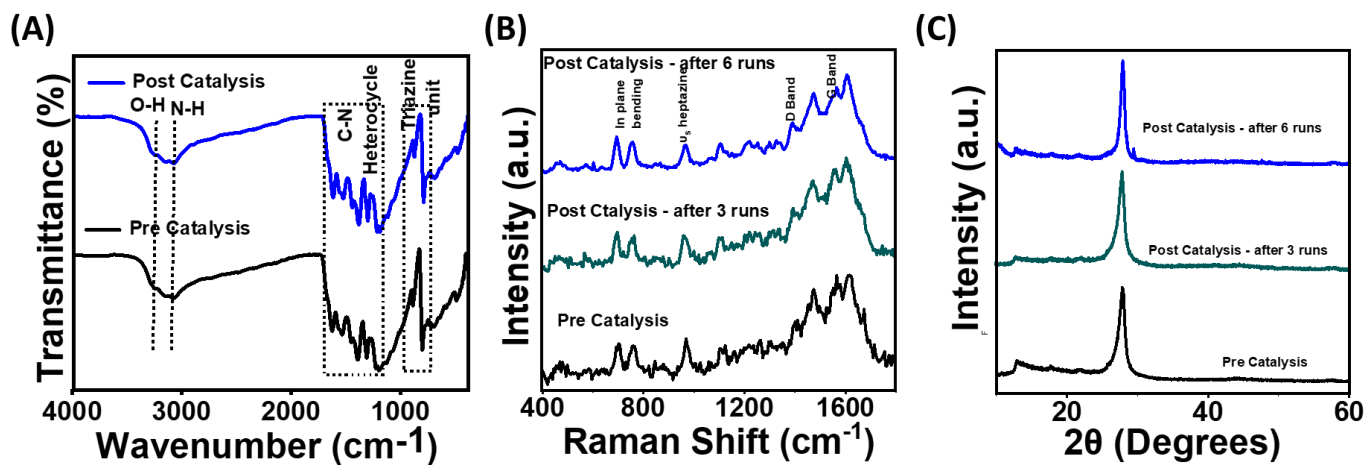 (A)
Post Catalysis
O-H
N-H
C-N
Heterocycle
Triazine
unit
Pre Catalysis
Transmittance (%)
4000
3000
2000
1000
Wavenumber (cm-1)
(B)
Post Catalysis - after 6 runs
In plane
bending
υs heptazine
D Band
G Band
Post Ctalysis - after 3 runs
Pre Catalysis
Intensity (a.u.)
400
800
1200
1600
Raman Shift (cm-1)
(C)
Post Catalysis - after 6 runs
Post Catalysis - after 3 runs
Pre Catalysis
Intensity (a.u.)
F
20
40
60
2θ (Degrees)